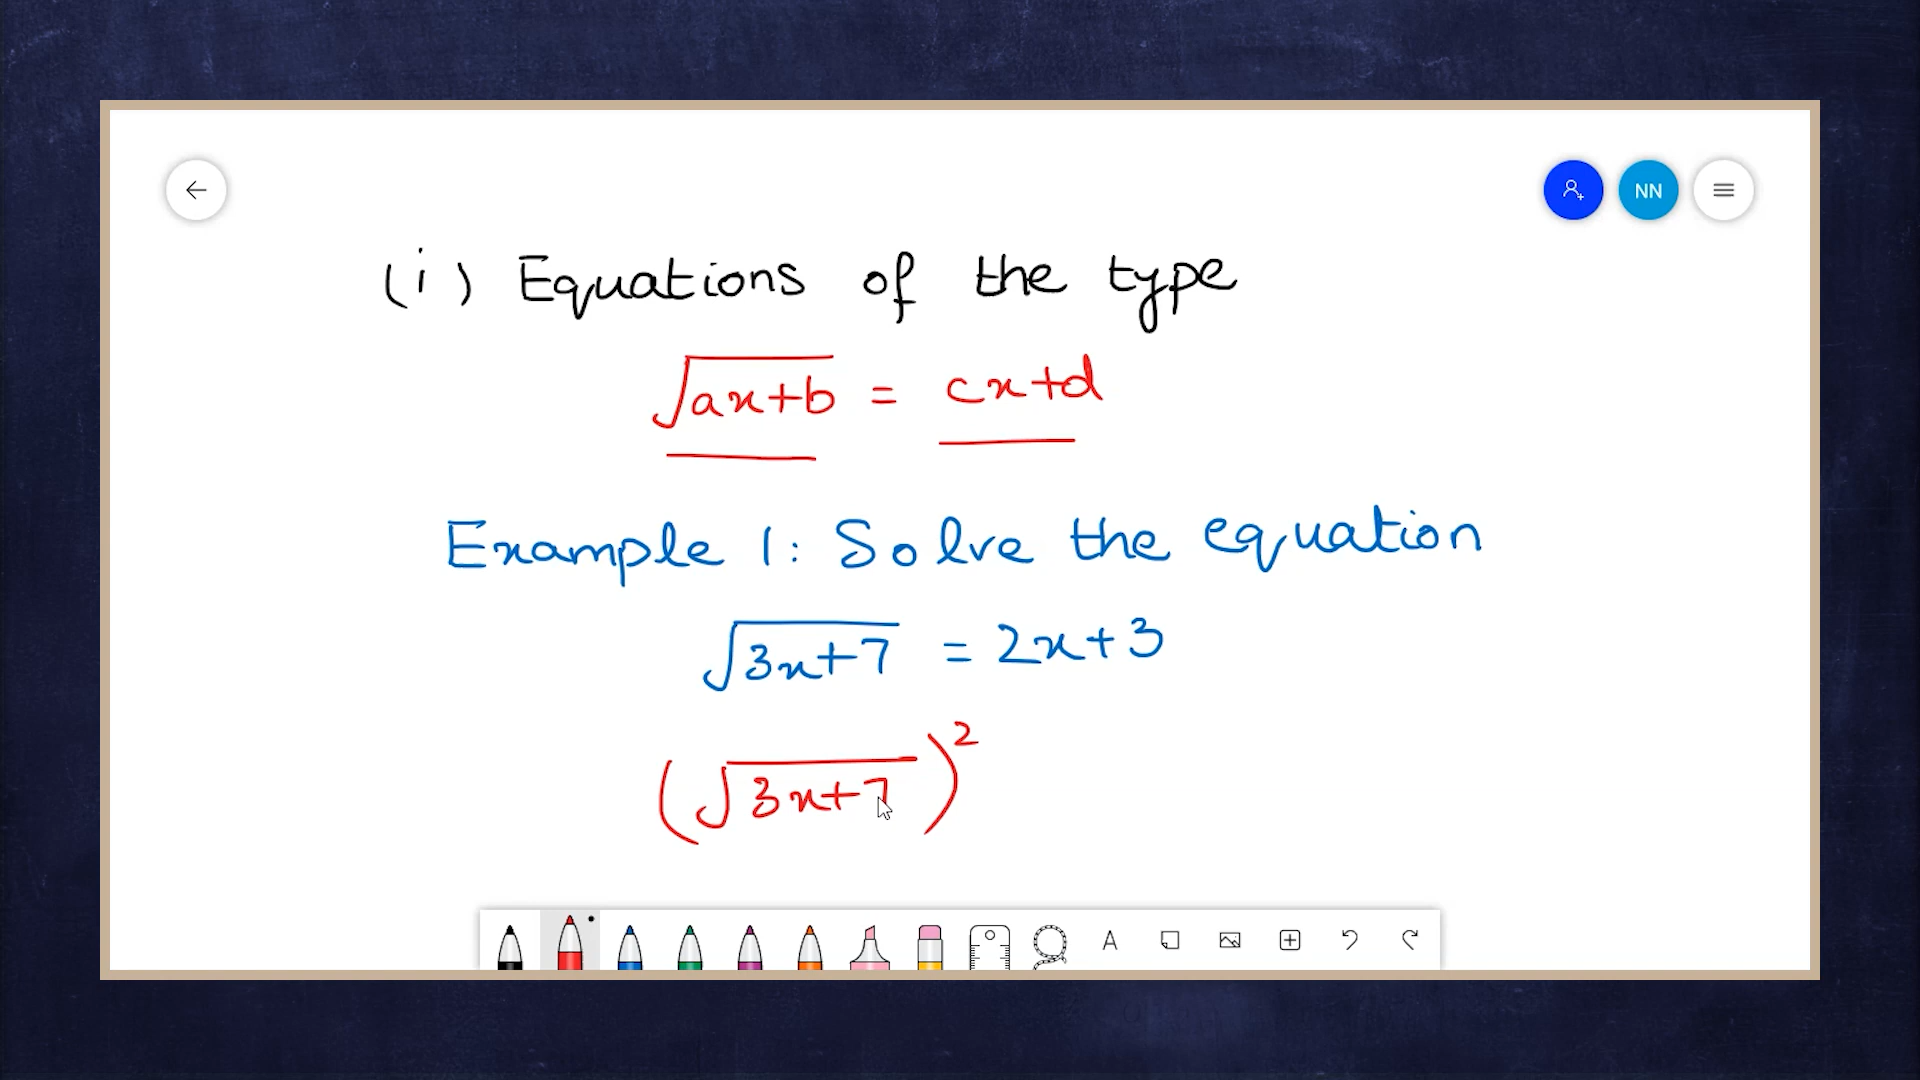 NN
(i) Equations of the type
√ax+b = cx+d
Example 1: Solve the equation
√3x+7 = 2x+3
(√3x+7)²
A